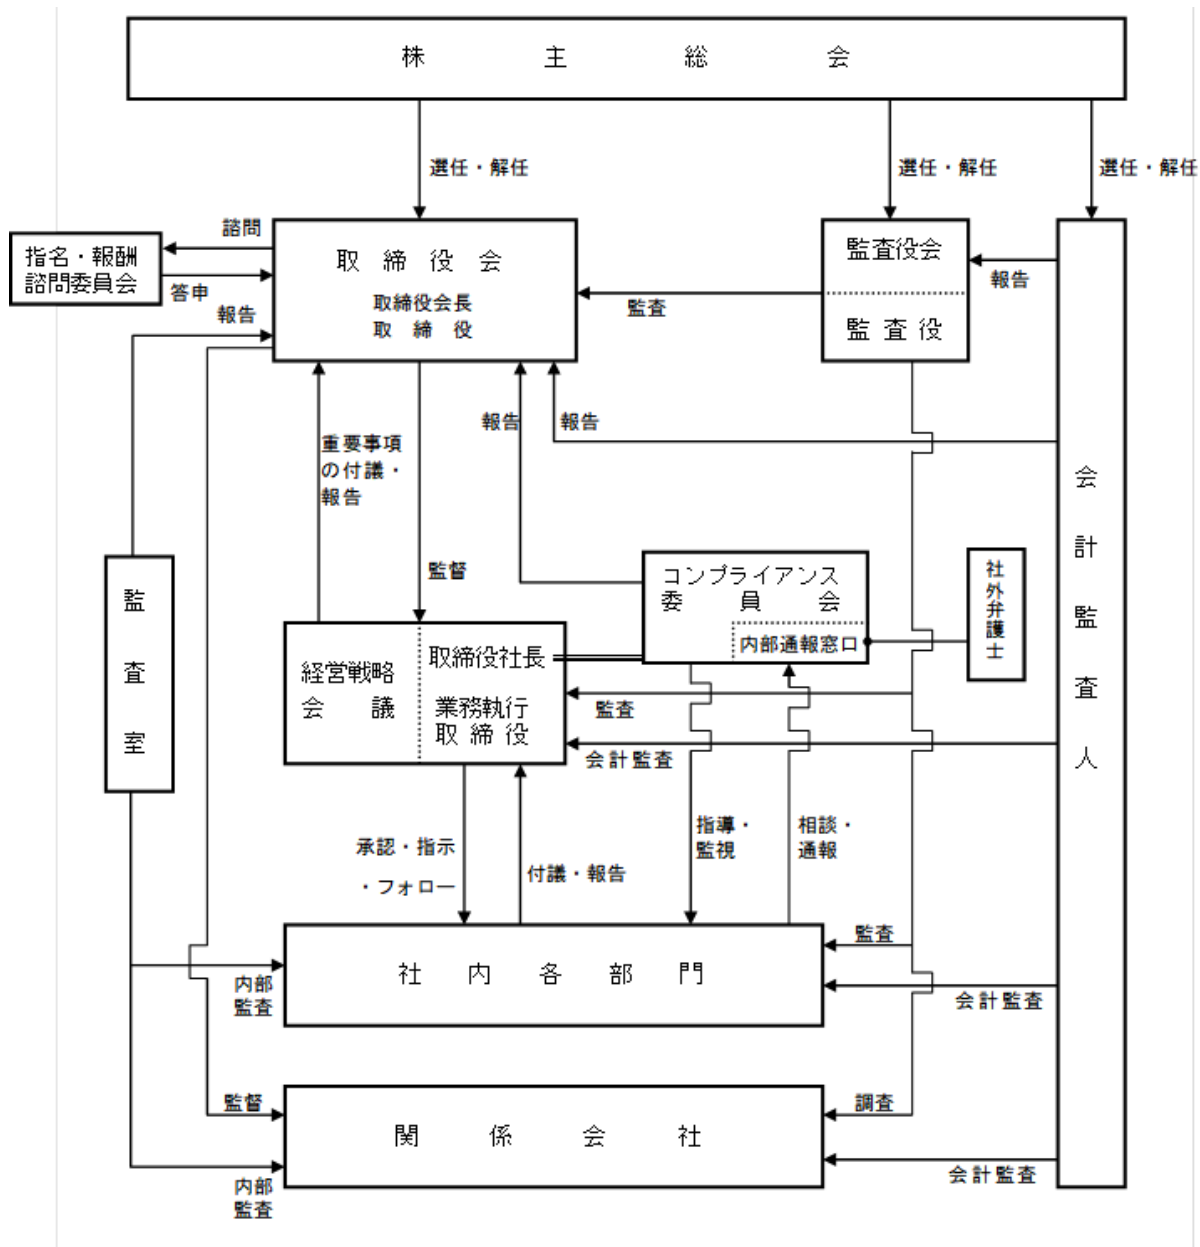 株主総会
選任・解任
選任・解任
選任・解任
諮問
指名・報酬
諮問委員会
答申
報告
取締役会
取締役会長
取締役
監査
監査役会
監査役
報告
重要事項
の付議・
報告
報告
報告
監督
会計監査人
監査室
コンプライアンス
委員会
内部通報窓口
社外弁護士
経営戦略
会議
取締役社長
業務執行
取締役
監査
会計監査
承認・指示
・フォロー
付議・報告
指導・
監視
相談・
通報
社内各部門
監査
内部
監査
会計監査
監督
関係会社
調査
会計監査
内部
監査